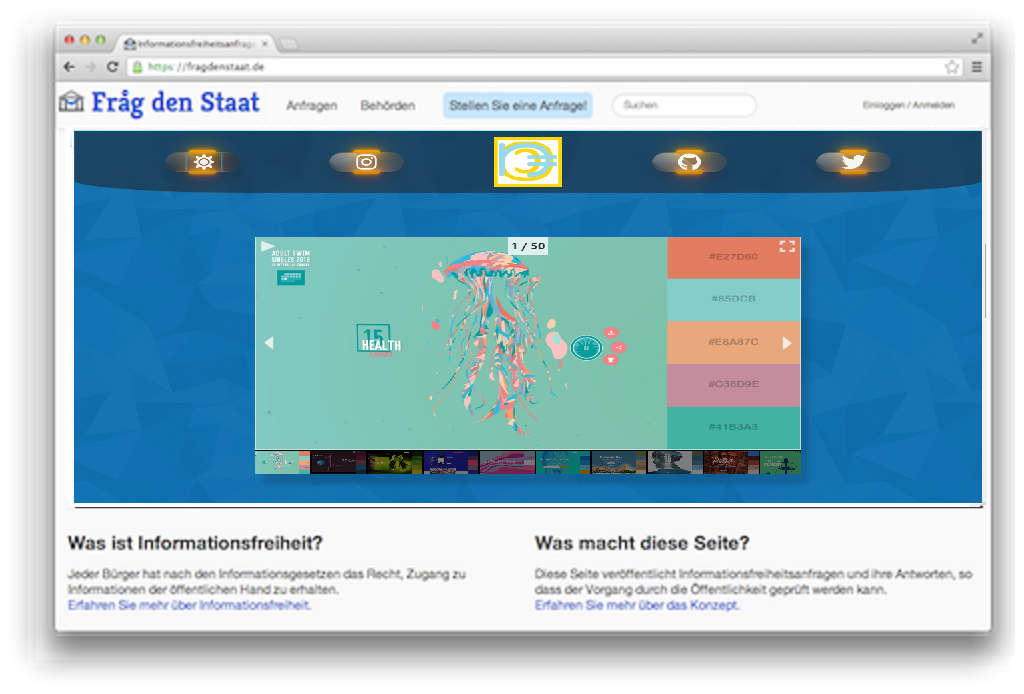 Informationsfreiheitsanfrag
https://fragdenstaat.de
Fråg den Staat
Anfragen
Behörden
Stellen Sie eine Anfrage!
Suchen
Einloggen / Anmelden
1 / 50
ADULT SWIM
SINGLES 2015
15
HEALTH
#E27D60
#85DCB
#E8A87C
#C38D9E
#41B3A3
Was ist Informationsfreiheit?
Jeder Bürger hat nach den Informationsgesetzen das Recht, Zugang zu
Informationen der öffentlichen Hand zu erhalten.
Erfahren Sie mehr über Informationsfreiheit.
Was macht diese Seite?
Diese Seite veröffentlicht Informationsfreiheitsanfragen und ihre Antworten, so
dass der Vorgang durch die Öffentlichkeit geprüft werden kann.
Erfahren Sie mehr über das Konzept.